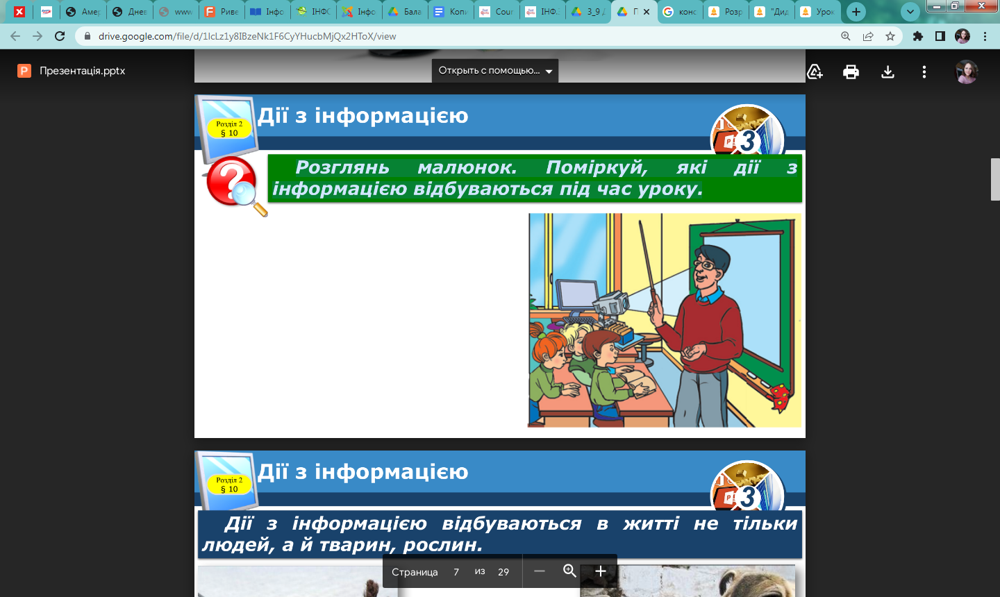 Амер
Днев
www
Риве
Інфо
ІНФО
Інфо
Бала
Копи
Cour
ІНФ.
3_9 Д
П
конс
Розр
"Дид
Урок
drive.google.com/file/d/1lcLz1y8IBzeNk1F6CyYHucbMjQx2HToX/view
Презентація.pptx
Открыть с помощью...
Розділ 2
§ 10
Дії з інформацією
3
Розглянь малюнок. Поміркуй, які дії з
інформацією відбуваються під час уроку.
Розділ 2
§ 10
Дії з інформацією
3
Дії з інформацією відбуваються в житті не тільки
людей, а й тварин, рослин.
Страница 7 из 29